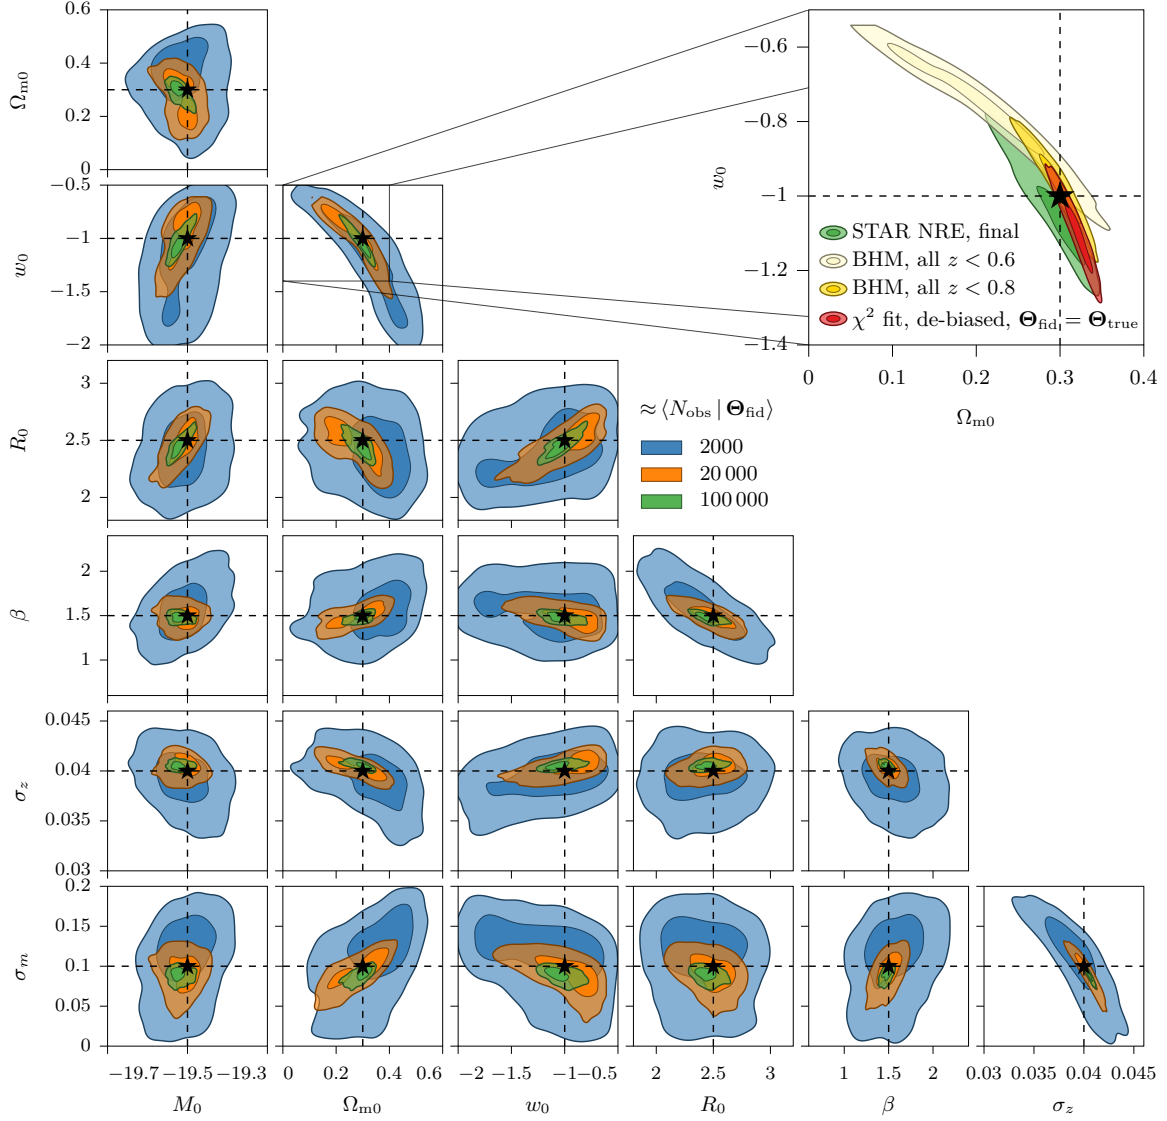 0.6
0.4
0.2
0
Ω_m0
−0.6
−0.8
−1
−1.2
−1.4
w_0
STAR NRE, final
BHM, all z < 0.6
BHM, all z < 0.8
χ² fit, de-biased, Θ_fid = Θ_true
0 0.1 0.2 0.3 0.4
Ω_m0
−0.5
−1
−1.5
−2
w_0
3
2.5
2
R_0
≈ ⟨N_obs | Θ_fid⟩
2000
20 000
100 000
2
1.5
1
β
0.045
0.04
0.035
0.03
σ_z
0.2
0.15
0.1
0.05
0
σ_m
−19.7 −19.5 −19.3
0 0.2 0.4 0.6
−2 −1.5 −1 −0.5
2 2.5 3
1 1.5 2
0.03 0.035 0.04 0.045
M_0
Ω_m0
w_0
R_0
β
σ_z